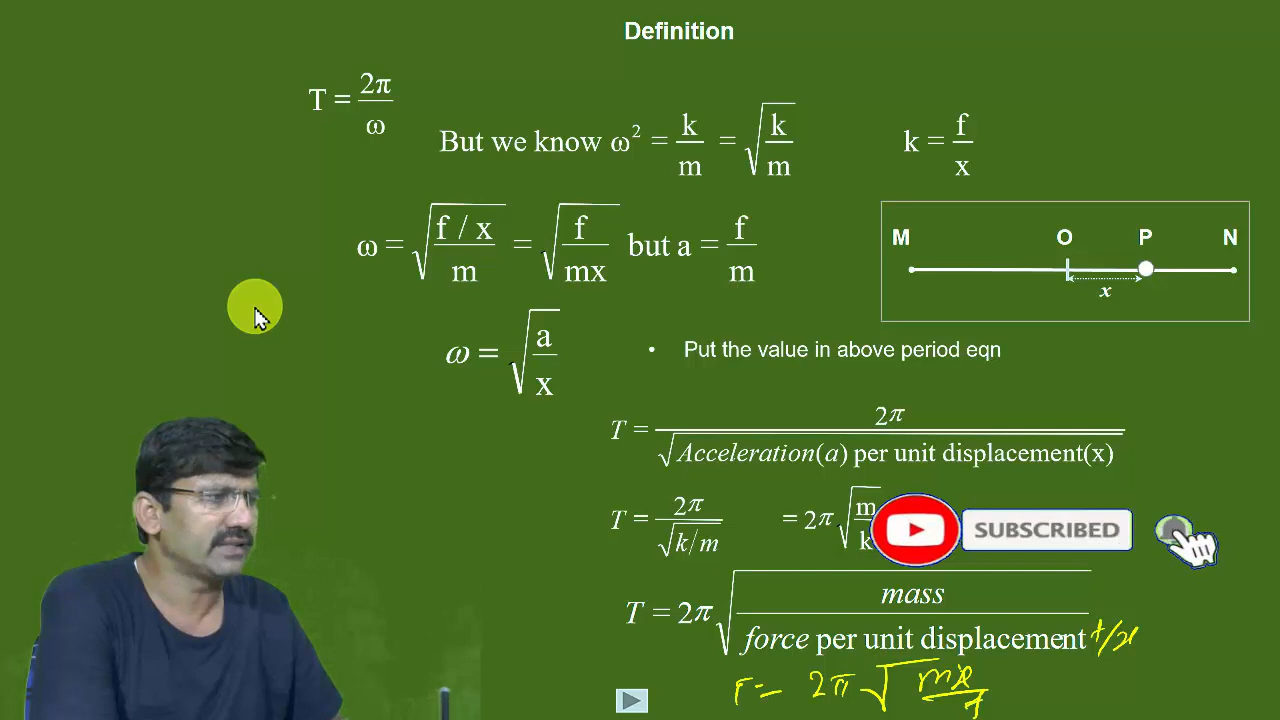 Definition
T = 2π/ω
But we know ω² = k/m = √(k/m)
k = f/x
ω = √((f / x)/m) = √(f/(mx)) but a = f/m
M O P N
x
ω = √(a/x)
• Put the value in above period eqn
T = 2π/√(Acceleration(a) per unit displacement(x))
T = 2π/√(k/m) = 2π√(m/k)
SUBSCRIBED
T = 2π√(mass/force per unit displacement) f/x
T = 2π√(mx/f)